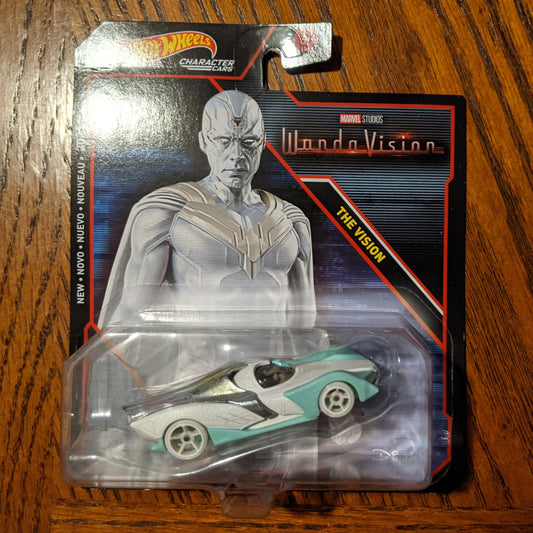 Hot Wheels
CHARACTER
CARS
MARVEL STUDIOS
WandaVision
THE VISION
NEW • NOVO • NUEVO • NOUVEAU